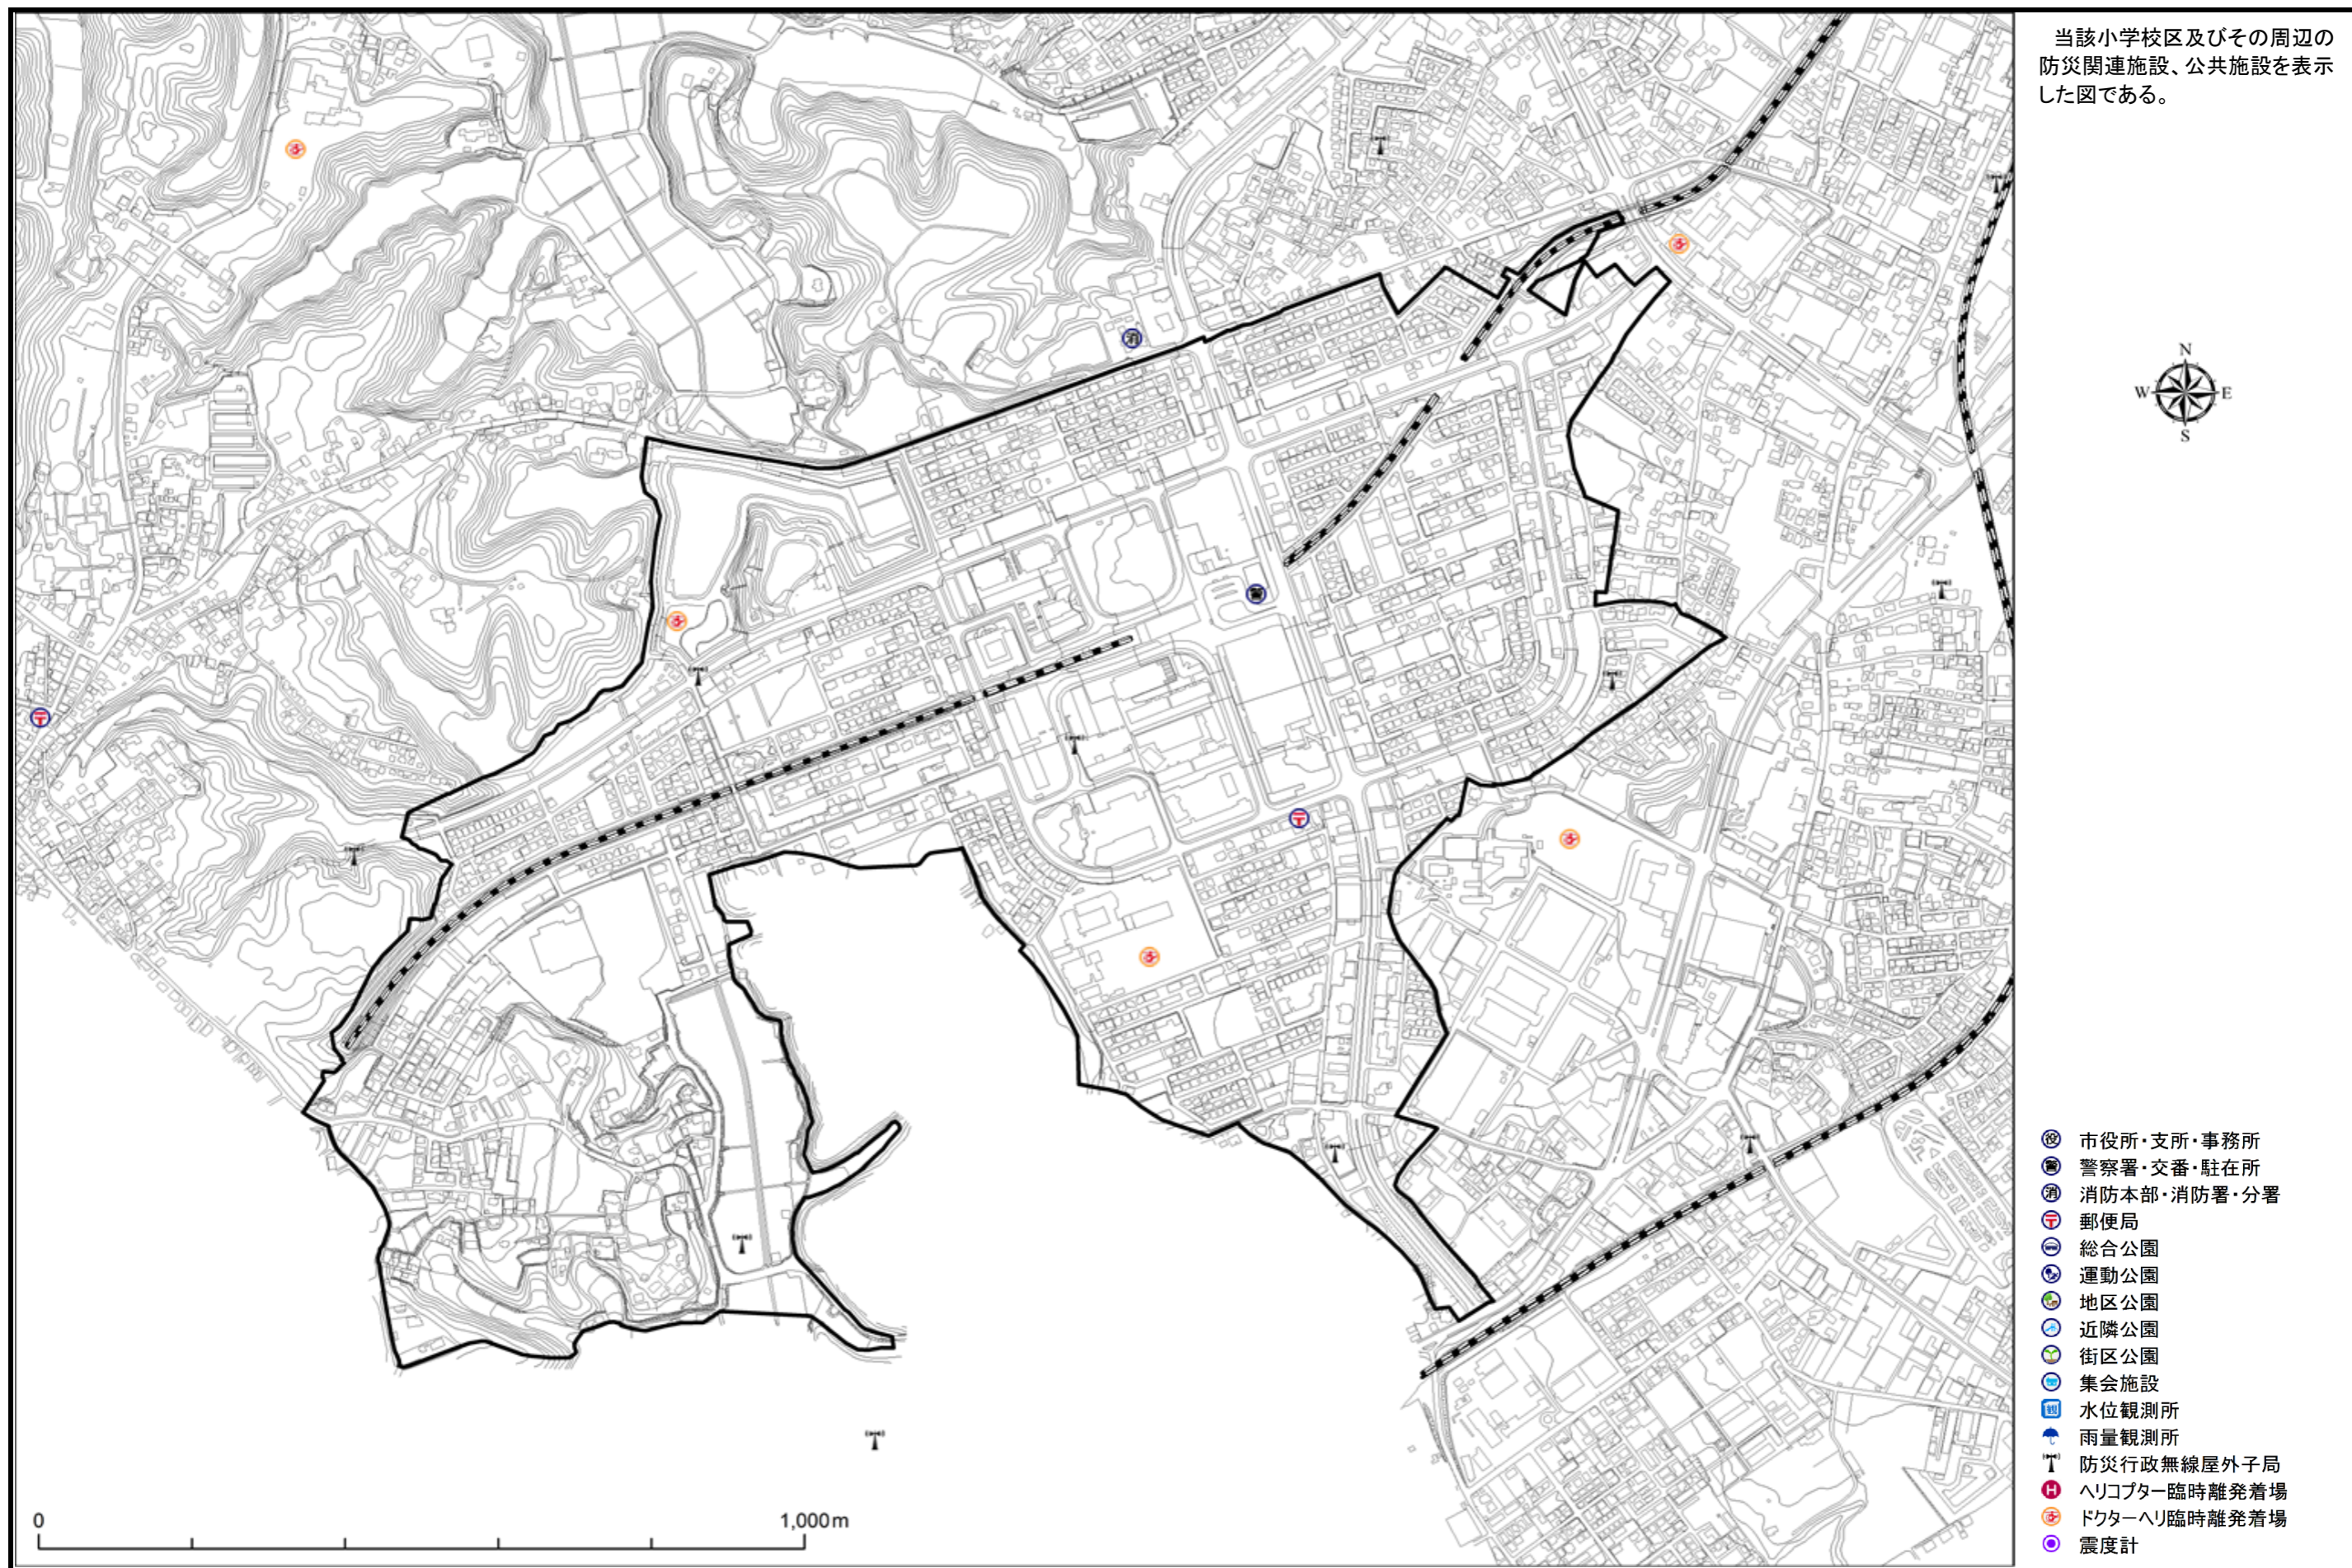 当該小学校区及びその周辺の
防災関連施設、公共施設を表示
した図である。
N
W E
S
役 市役所・支所・事務所
警 警察署・交番・駐在所
消 消防本部・消防署・分署
〒 郵便局
総合公園
運動公園
地区公園
近隣公園
街区公園
集会施設
観 水位観測所
雨量観測所
防災行政無線屋外子局
H ヘリコプター臨時離発着場
ドクターヘリ臨時離発着場
震度計
消
警
〒
〒
0 1,000m